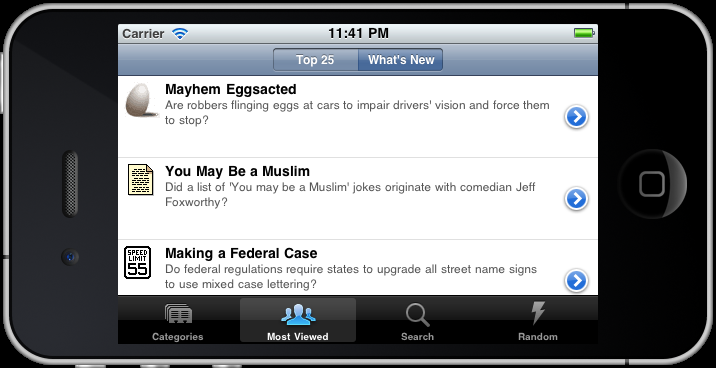 Carrier 11:41 PM
Top 25 What's New
Mayhem Eggsacted
Are robbers flinging eggs at cars to impair drivers' vision and force them
to stop?
You May Be a Muslim
Did a list of 'You may be a Muslim' jokes originate with comedian Jeff
Foxworthy?
SPEED
LIMIT
55
Making a Federal Case
Do federal regulations require states to upgrade all street name signs
to use mixed case lettering?
Categories Most Viewed Search Random